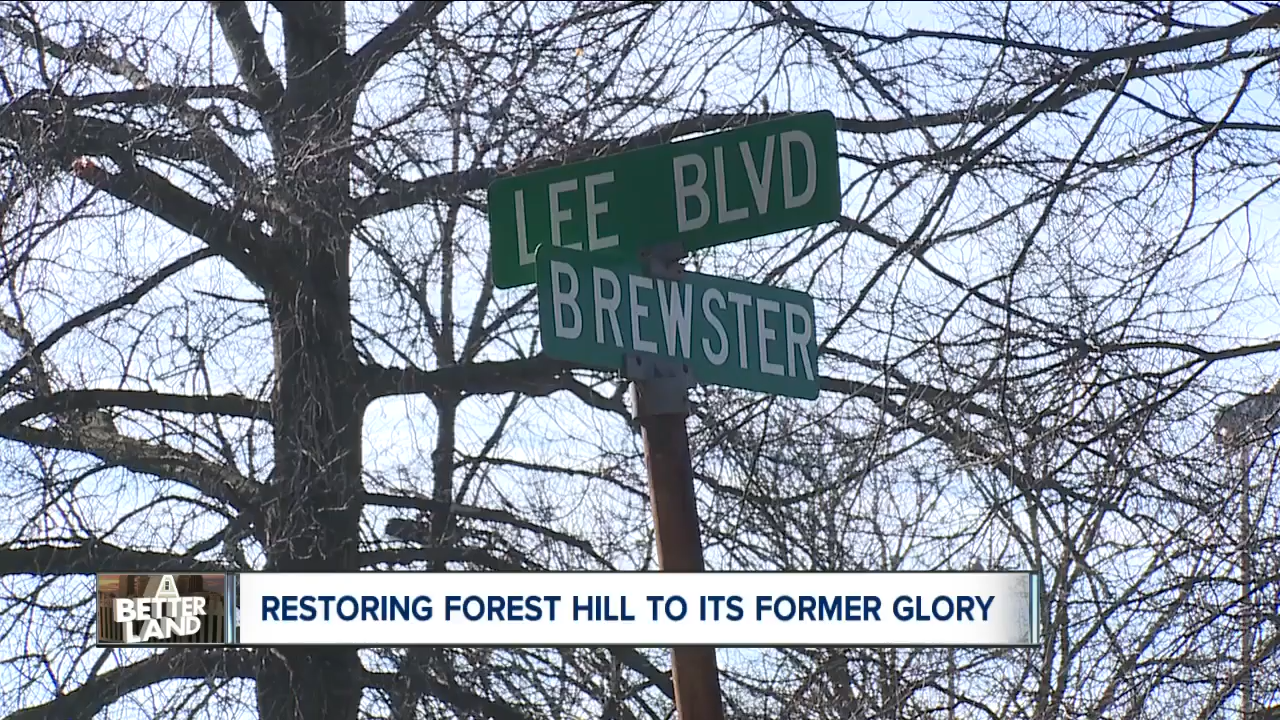 LEE BLVD
BREWSTER
A
BETTER
LAND
RESTORING FOREST HILL TO ITS FORMER GLORY